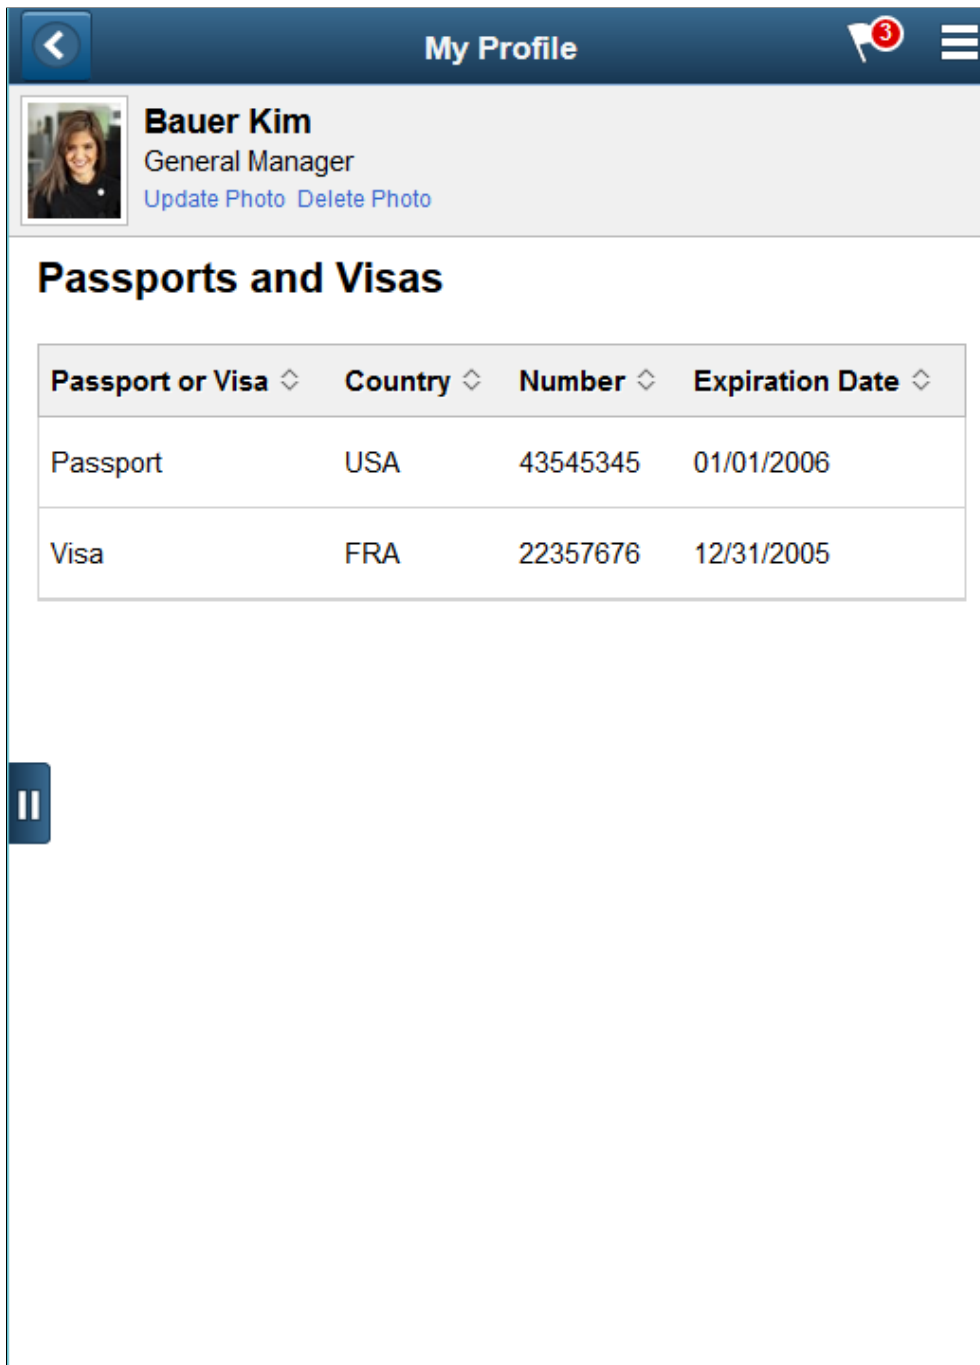 My Profile 3
Bauer Kim
General Manager
Update Photo Delete Photo
Passports and Visas
Passport or Visa Country Number Expiration Date
Passport USA 43545345 01/01/2006
Visa FRA 22357676 12/31/2005